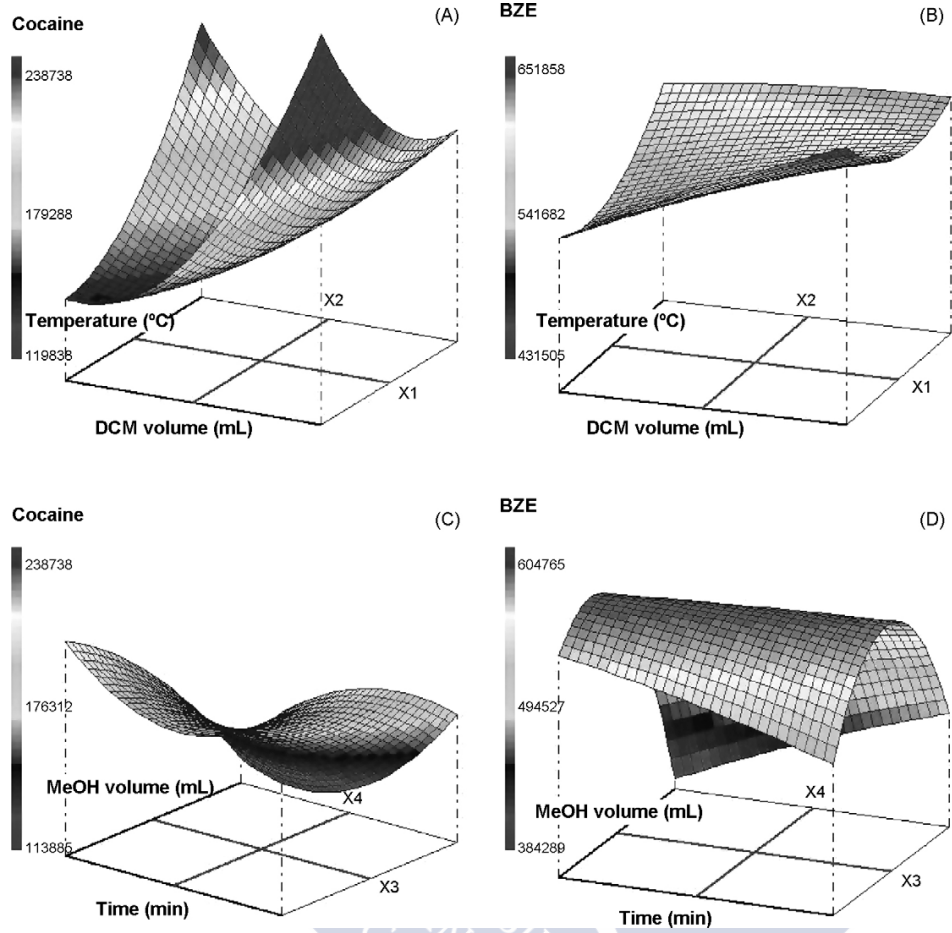 Cocaine
(A)
238738
179288
119838
Temperature (ºC)
X2
X1
DCM volume (mL)
BZE
(B)
651858
541682
431505
Temperature (ºC)
X2
X1
DCM volume (mL)
Cocaine
(C)
238738
176312
113885
MeOH volume (mL)
X4
X3
Time (min)
BZE
(D)
604765
494527
384289
MeOH volume (mL)
X4
X3
Time (min)